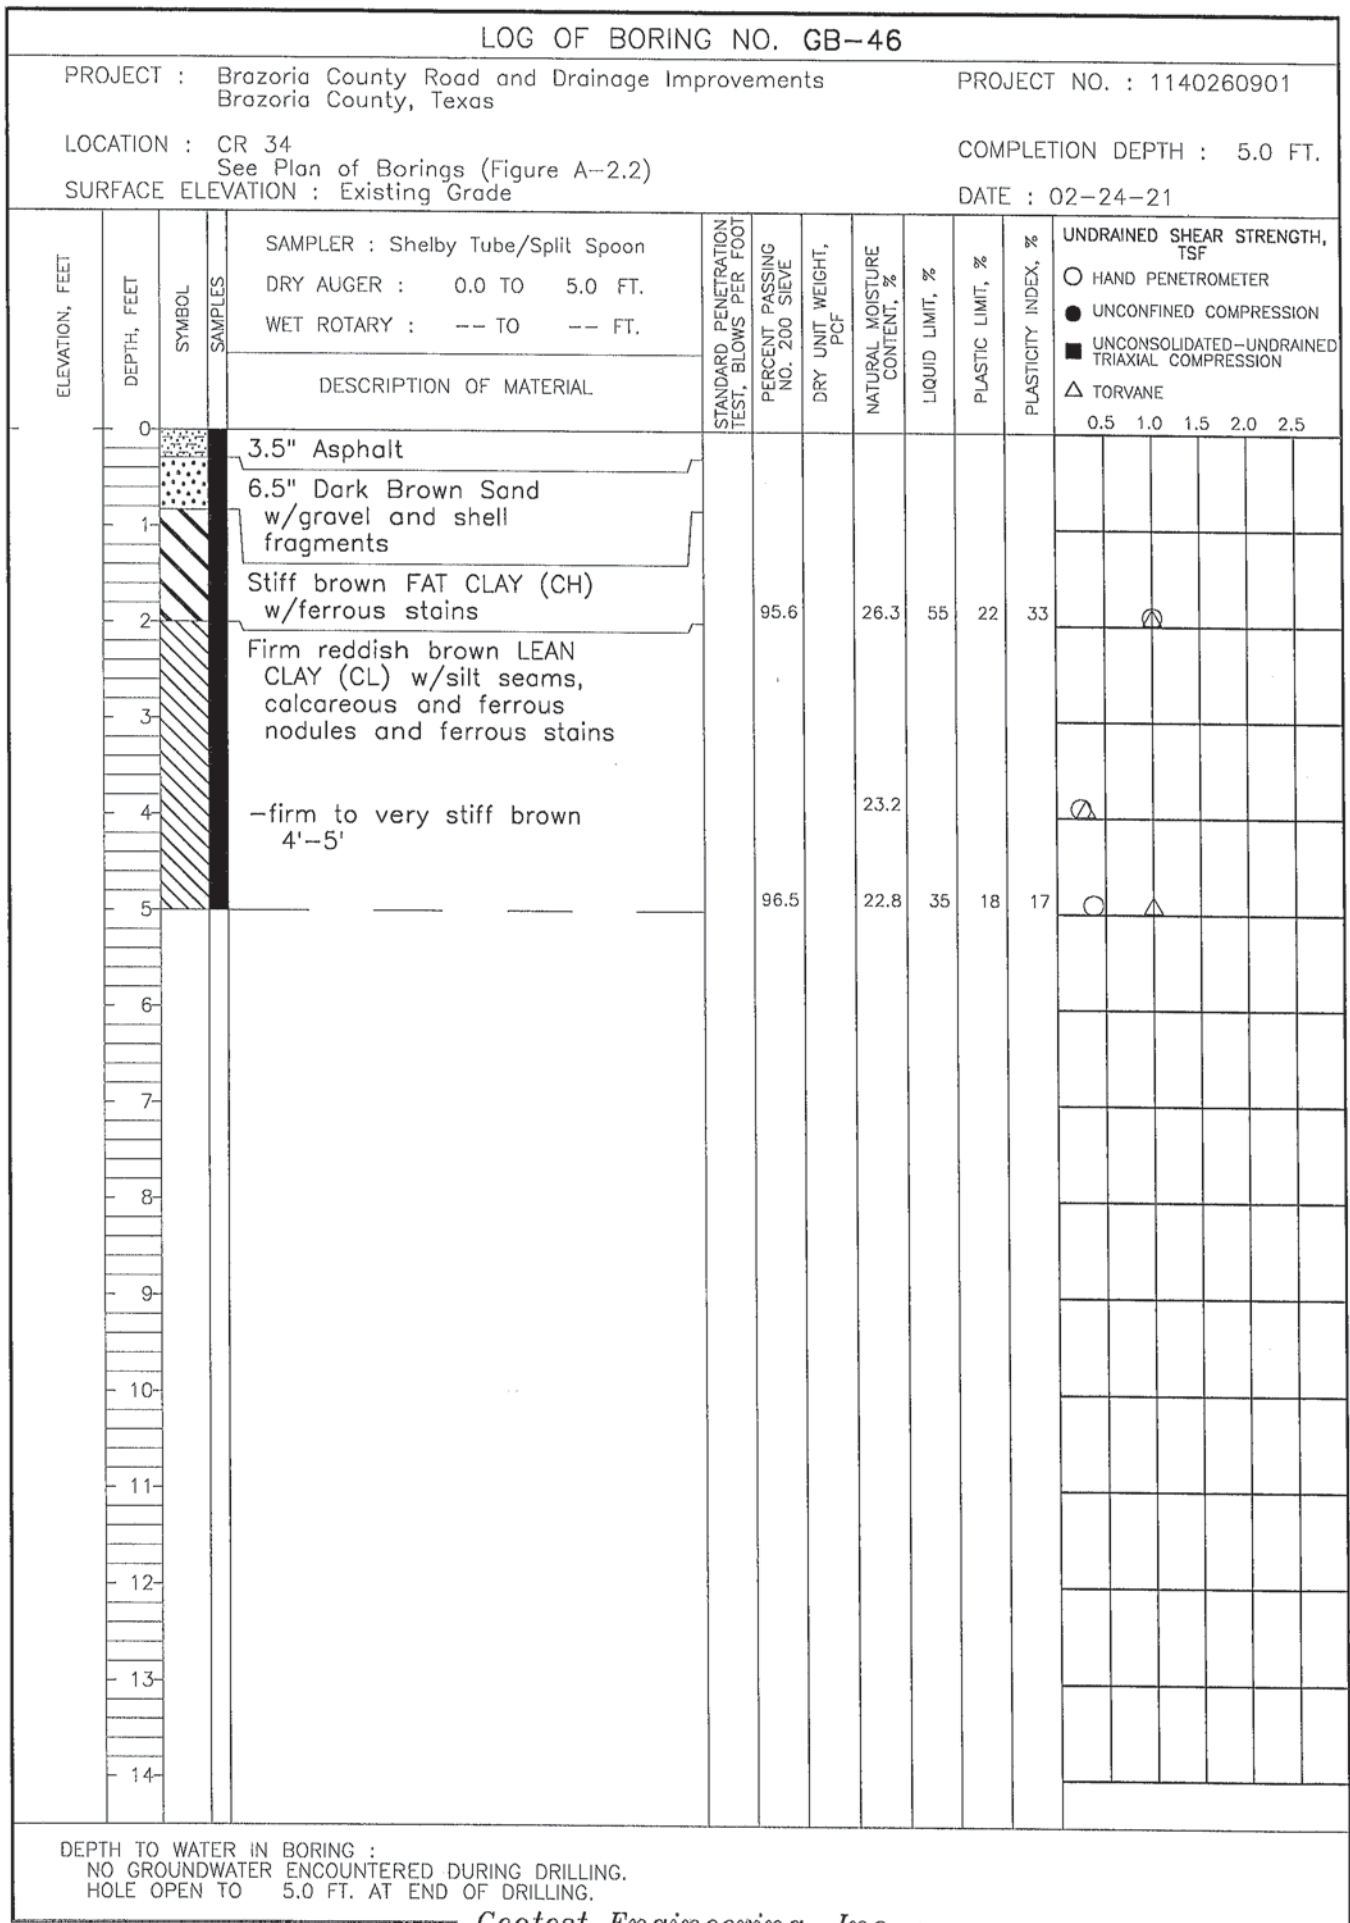 LOG OF BORING NO. GB-46
PROJECT : Brazoria County Road and Drainage Improvements
Brazoria County, Texas
PROJECT NO. : 1140260901
LOCATION : CR 34
See Plan of Borings (Figure A-2.2)
COMPLETION DEPTH : 5.0 FT.
SURFACE ELEVATION : Existing Grade
DATE : 02-24-21
ELEVATION, FEET
DEPTH, FEET
SYMBOL
SAMPLES
SAMPLER : Shelby Tube/Split Spoon
DRY AUGER : 0.0 TO 5.0 FT.
WET ROTARY : -- TO -- FT.
DESCRIPTION OF MATERIAL
STANDARD PENETRATION
TEST, BLOWS PER FOOT
PERCENT PASSING
NO. 200 SIEVE
DRY UNIT WEIGHT,
PCF
NATURAL MOISTURE
CONTENT, %
LIQUID LIMIT, %
PLASTIC LIMIT, %
PLASTICITY INDEX, %
UNDRAINED SHEAR STRENGTH,
TSF
HAND PENETROMETER
UNCONFINED COMPRESSION
UNCONSOLIDATED-UNDRAINED
TRIAXIAL COMPRESSION
TORVANE
0.5 1.0 1.5 2.0 2.5
0
3.5" Asphalt
6.5" Dark Brown Sand
w/gravel and shell
fragments
1
Stiff brown FAT CLAY (CH)
w/ferrous stains
95.6 26.3 55 22 33
2
Firm reddish brown LEAN
CLAY (CL) w/silt seams,
calcareous and ferrous
nodules and ferrous stains
3
23.2
4
-firm to very stiff brown
4'-5'
96.5 22.8 35 18 17
5
6
7
8
9
10
11
12
13
14
DEPTH TO WATER IN BORING :
NO GROUNDWATER ENCOUNTERED DURING DRILLING.
HOLE OPEN TO 5.0 FT. AT END OF DRILLING.
Geotest Engineering, Inc.